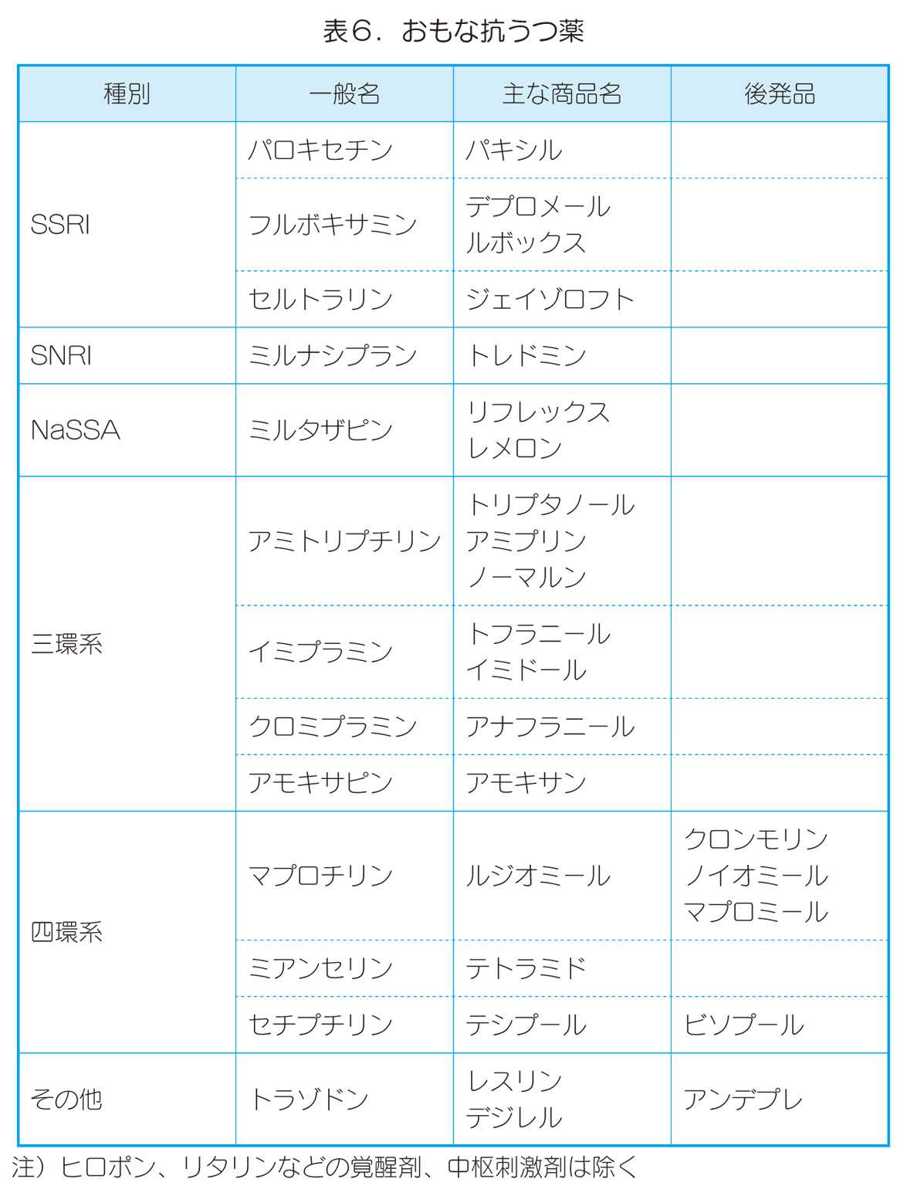 表６．おもな抗うつ薬
種別 一般名 主な商品名 後発品
SSRI
パロキセチン パキシル
フルボキサミン デプロメール
ルボックス
セルトラリン ジェイゾロフト
SNRI ミルナシプラン トレドミン
NaSSA ミルタザピン リフレックス
レメロン
三環系
アミトリプチリン トリプタノール
アミプリン
ノーマルン
イミプラミン トフラニール
イミドール
クロミプラミン アナフラニール
アモキサピン アモキサン
四環系
マプロチリン ルジオミール クロンモリン
ノイオミール
マプロミール
ミアンセリン テトラミド
セチプチリン テシプール ビソプール
その他 トラゾドン レスリン
デジレル アンデプレ
注）ヒロポン、リタリンなどの覚醒剤、中枢刺激剤は除く